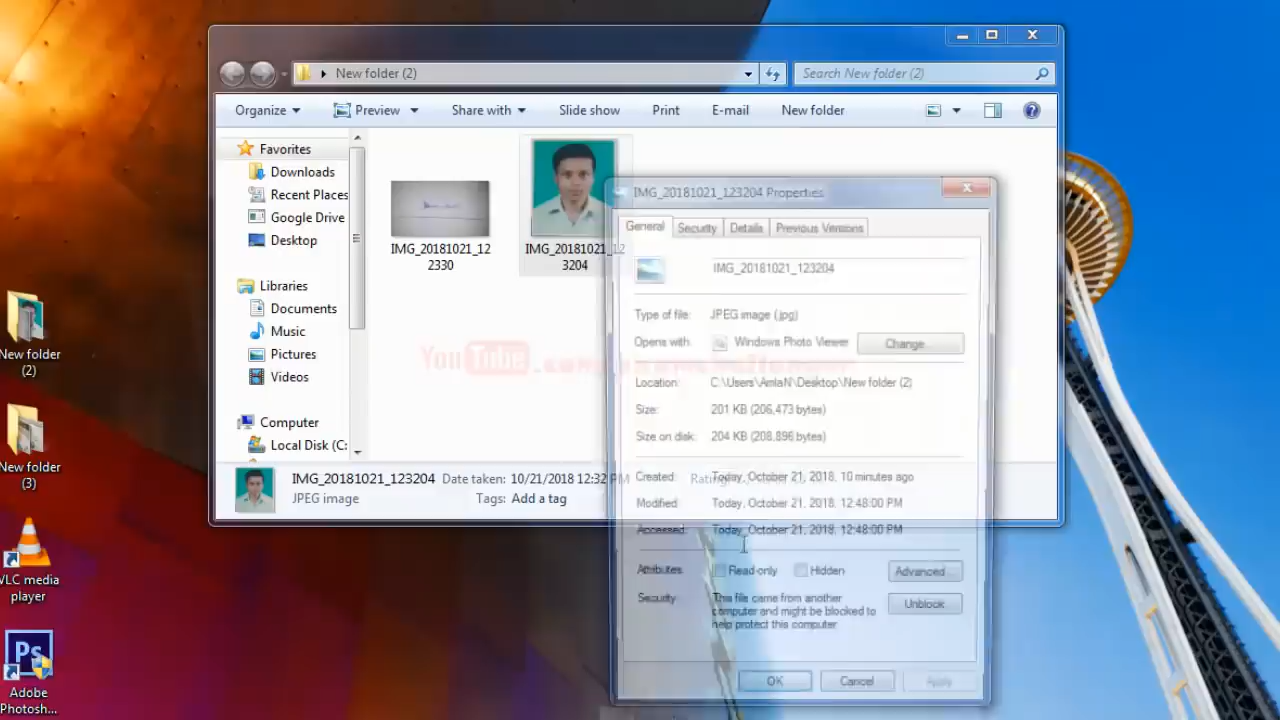 New folder (2)
Search New folder (2)
Organize
Preview
Share with
Slide show
Print
E-mail
New folder
Favorites
Downloads
Recent Places
Google Drive
Desktop
Libraries
Documents
Music
Pictures
Videos
Computer
Local Disk (C:
IMG_20181021_12
2330
IMG_20181021_123204
IMG_20181021_123204 Properties
General
Security
Details
Previous Versions
IMG_20181021_123204
Type of file:
JPEG image (.jpg)
Opens with:
Windows Photo Viewer
Change...
YouTube
Location:
C:\Users\AmlaN\Desktop\New folder (2)
Size:
201 KB (206,473 bytes)
Size on disk:
204 KB (208,896 bytes)
Created:
Today, October 21, 2018, 10 minutes ago
Modified:
Today, October 21, 2018, 12:48:00 PM
Accessed:
Today, October 21, 2018, 12:48:00 PM
Attributes:
Read-only
Hidden
Advanced...
Security:
This file came from another
computer and might be blocked to
help protect this computer.
Unblock
OK
Cancel
Apply
IMG_20181021_123204
Date taken: 10/21/2018 12:32 PM
JPEG image
Tags: Add a tag
New folder
(2)
New folder
(3)
VLC media
player
Ps
Adobe
Photosh...